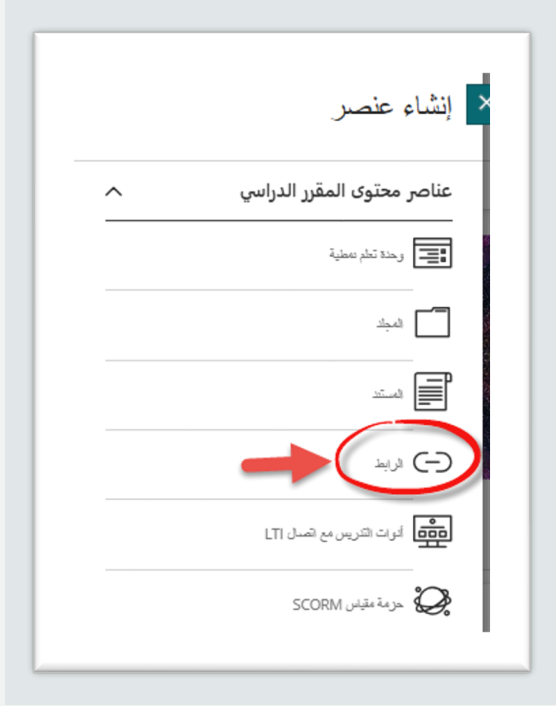 إنشاء عنصر
عناصر محتوى المقرر الدراسي
وحدة تعلم نمطية
المجلد
المستند
الرابط
أدوات التدريس مع اتصال LTI
حزمة مقياس SCORM